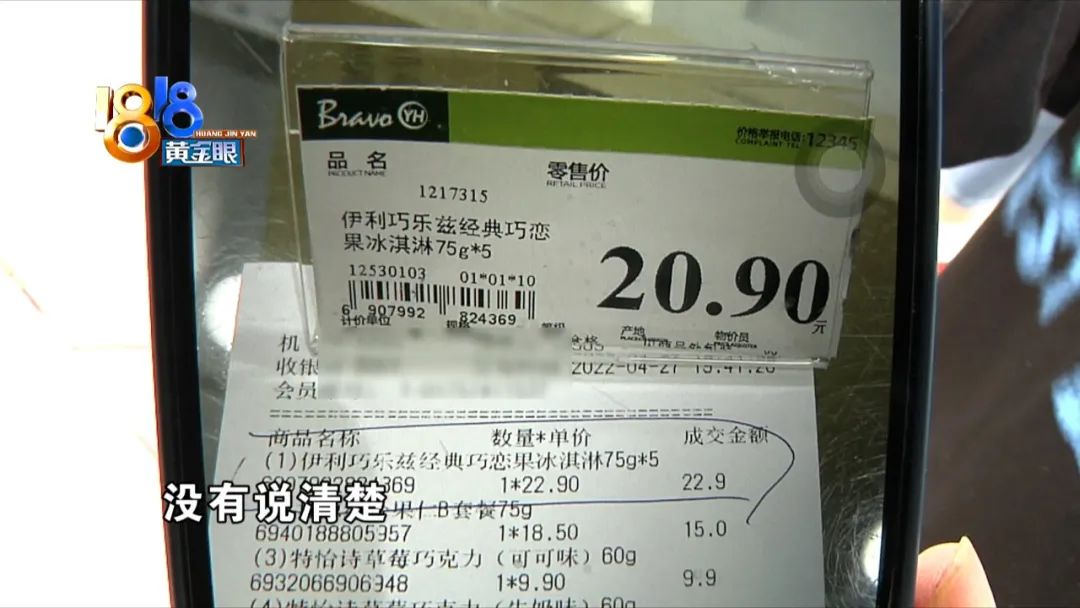 1818
HUANG JIN YAN
黄金眼
Bravo YH
价格举报电话:12345
COMPLAINT TEL
品名
PRODUCT NAME
零售价
RETAIL PRICE
1217315
伊利巧乐兹经典巧恋
果冰淇淋75g*5
12530103 01*01*10
20.90
元
6 907992 824369
计价单位
产地
物价员
机
收银
2022-04-27
会员
商品名称 数量*单价 成交金额
(1)伊利巧乐兹经典巧恋果冰淇淋75g*5
369 1*22.90 22.9
没有说清楚
B套餐75g
6940188805957 1*18.50 15.0
(3)特怡诗草莓巧克力(可可味)60g
6932066906948 1*9.90 9.9